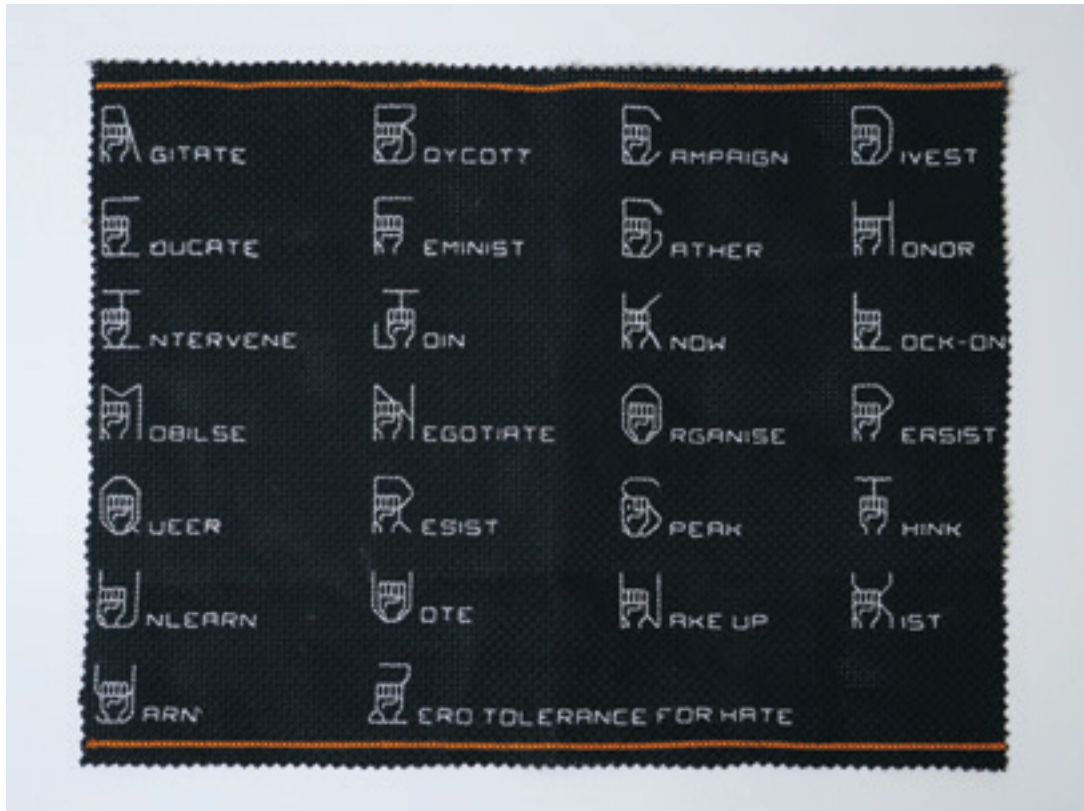 AGITATE BOYCOTT CAMPAIGN DIVEST
EDUCATE FEMINIST GATHER HONOR
INTERVENE JOIN KNOW LOCK-ON
MOBILSE NEGOTIATE ORGANISE PERSIST
QUEER RESIST SPEAK THINK
UNLEARN VOTE WAKE UP XIST
YARN ZERO TOLERANCE FOR HATE